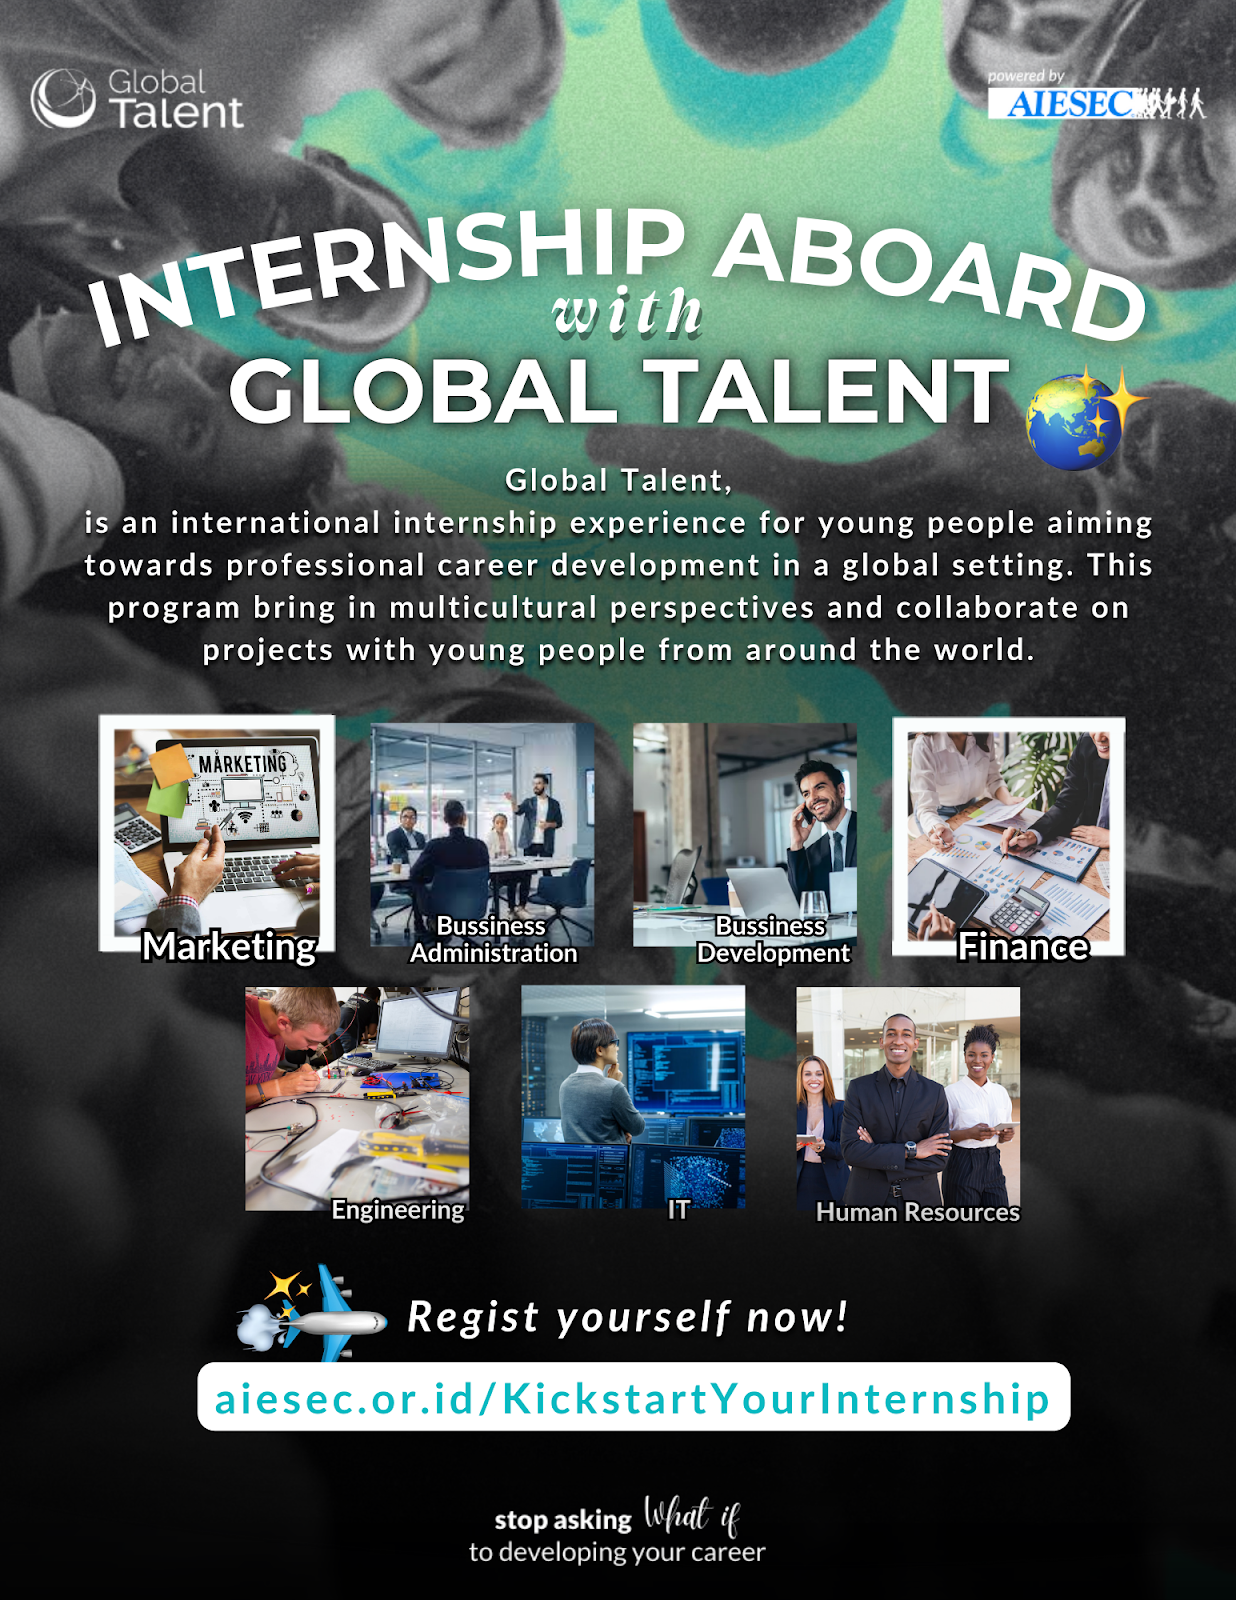 Global
Talent
powered by
AIESEC
INTERNSHIP ABOARD
with
GLOBAL TALENT
Global Talent,
is an international internship experience for young people aiming
towards professional career development in a global setting. This
program bring in multicultural perspectives and collaborate on
projects with young people from around the world.
MARKETING
Marketing
Bussiness
Administration
Bussiness
Development
Finance
Engineering
IT
Human Resources
Regist yourself now!
aiesec.or.id/KickstartYourInternship
stop asking What if
to developing your career